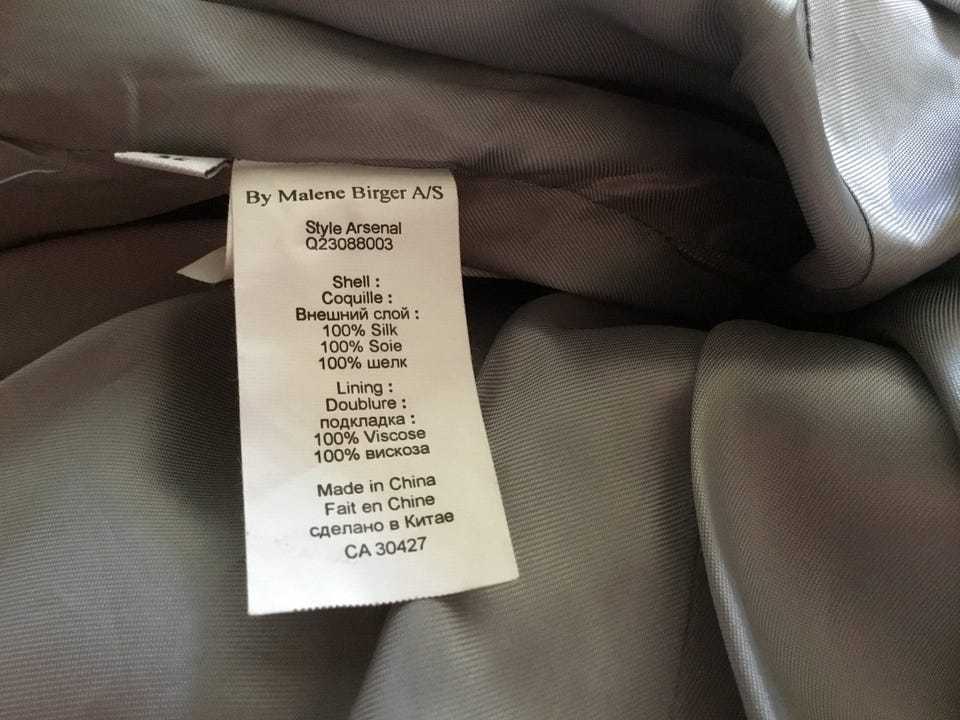 By Malene Birger A/S
Style Arsenal
Q23088003
Shell :
Coquille :
Внешний слой :
100% Silk
100% Soie
100% шелк
Lining :
Doublure :
подкладка :
100% Viscose
100% вискоза
Made in China
Fait en Chine
сделано в Китае
CA 30427